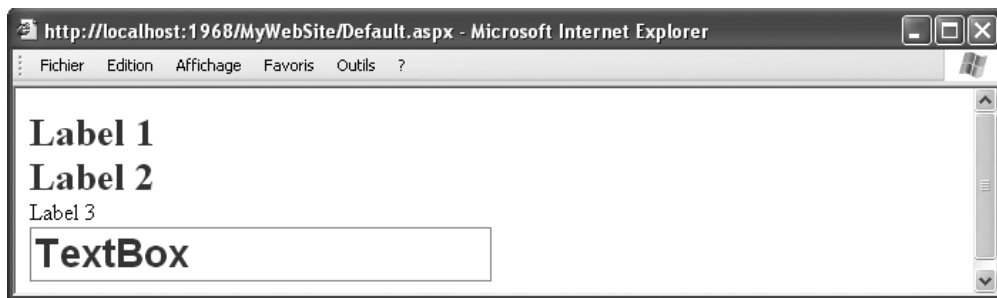 http://localhost:1968/MyWebSite/Default.aspx - Microsoft Internet Explorer
Fichier Edition Affichage Favoris Outils ?
Label 1
Label 2
Label 3
TextBox